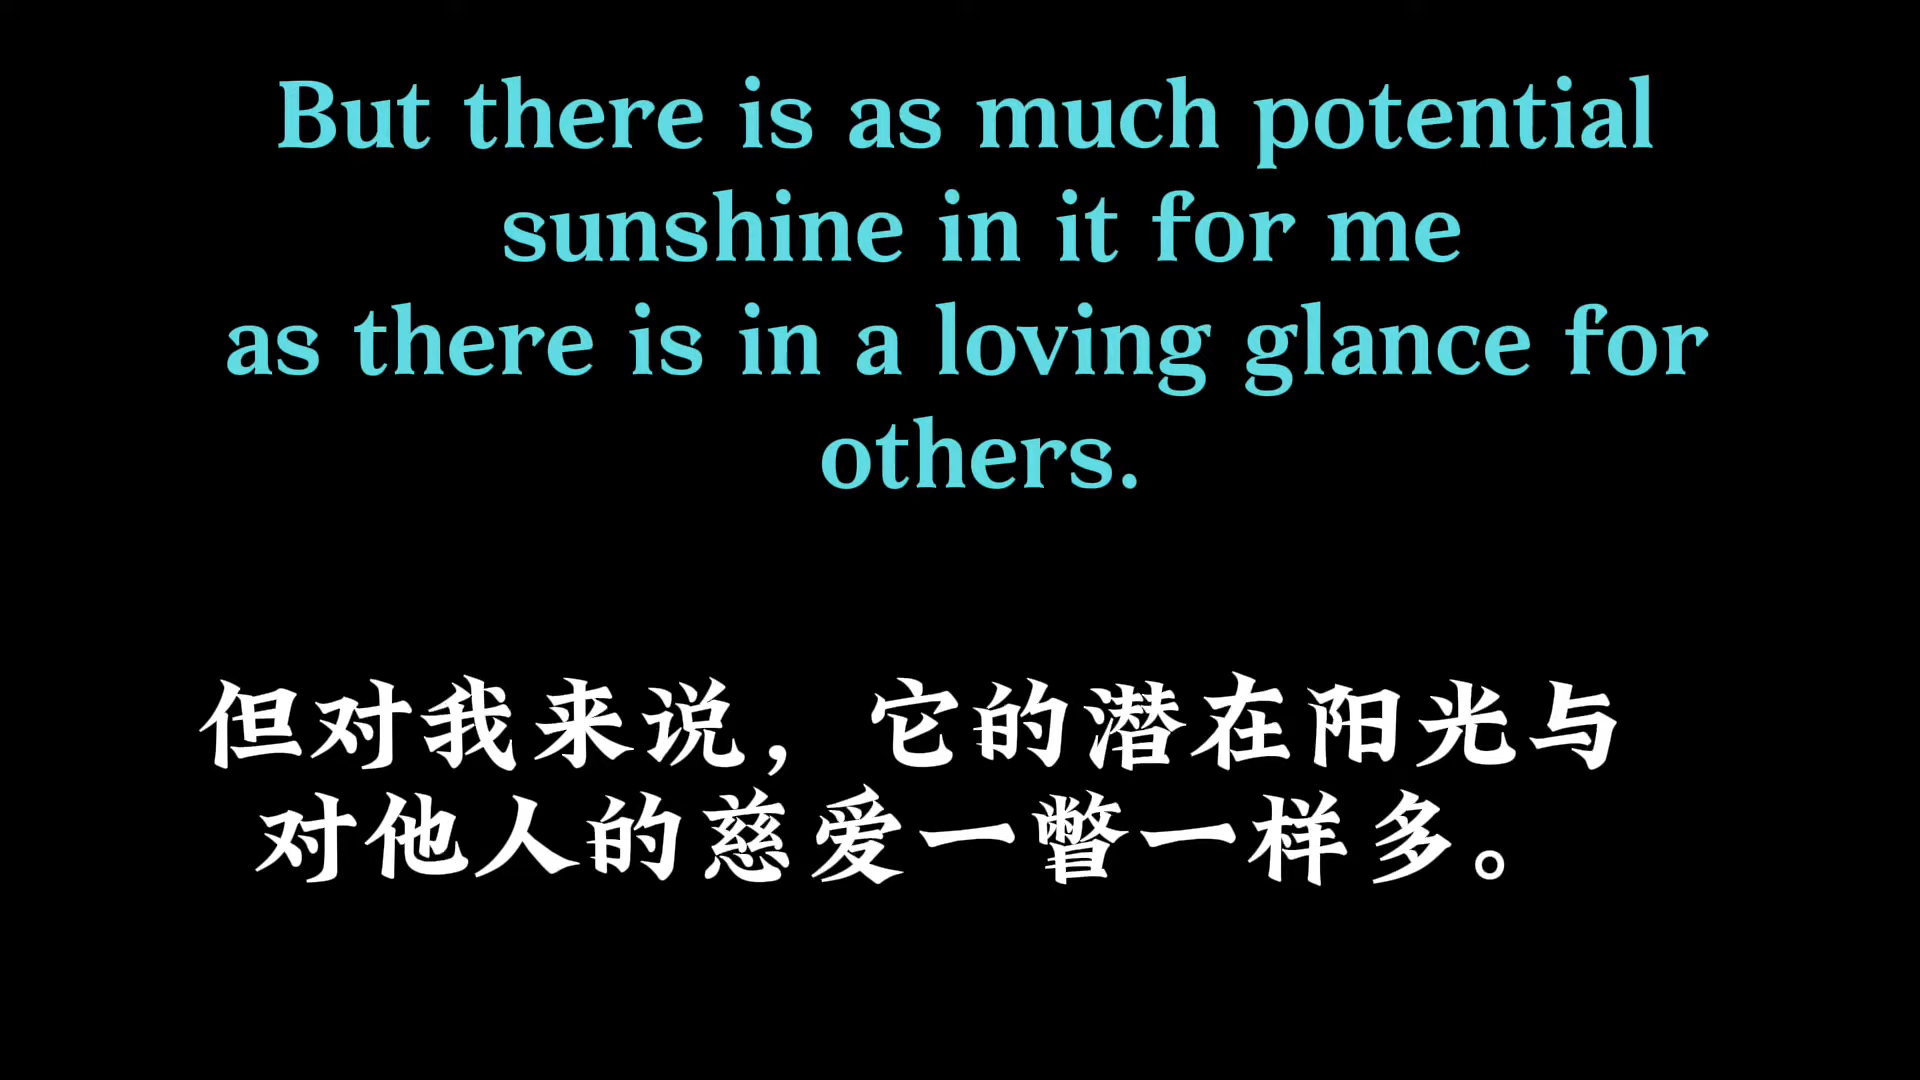 But there is as much potential
sunshine in it for me
as there is in a loving glance for
others.
但对我来说，它的潜在阳光与
对他人的慈爱一瞥一样多。